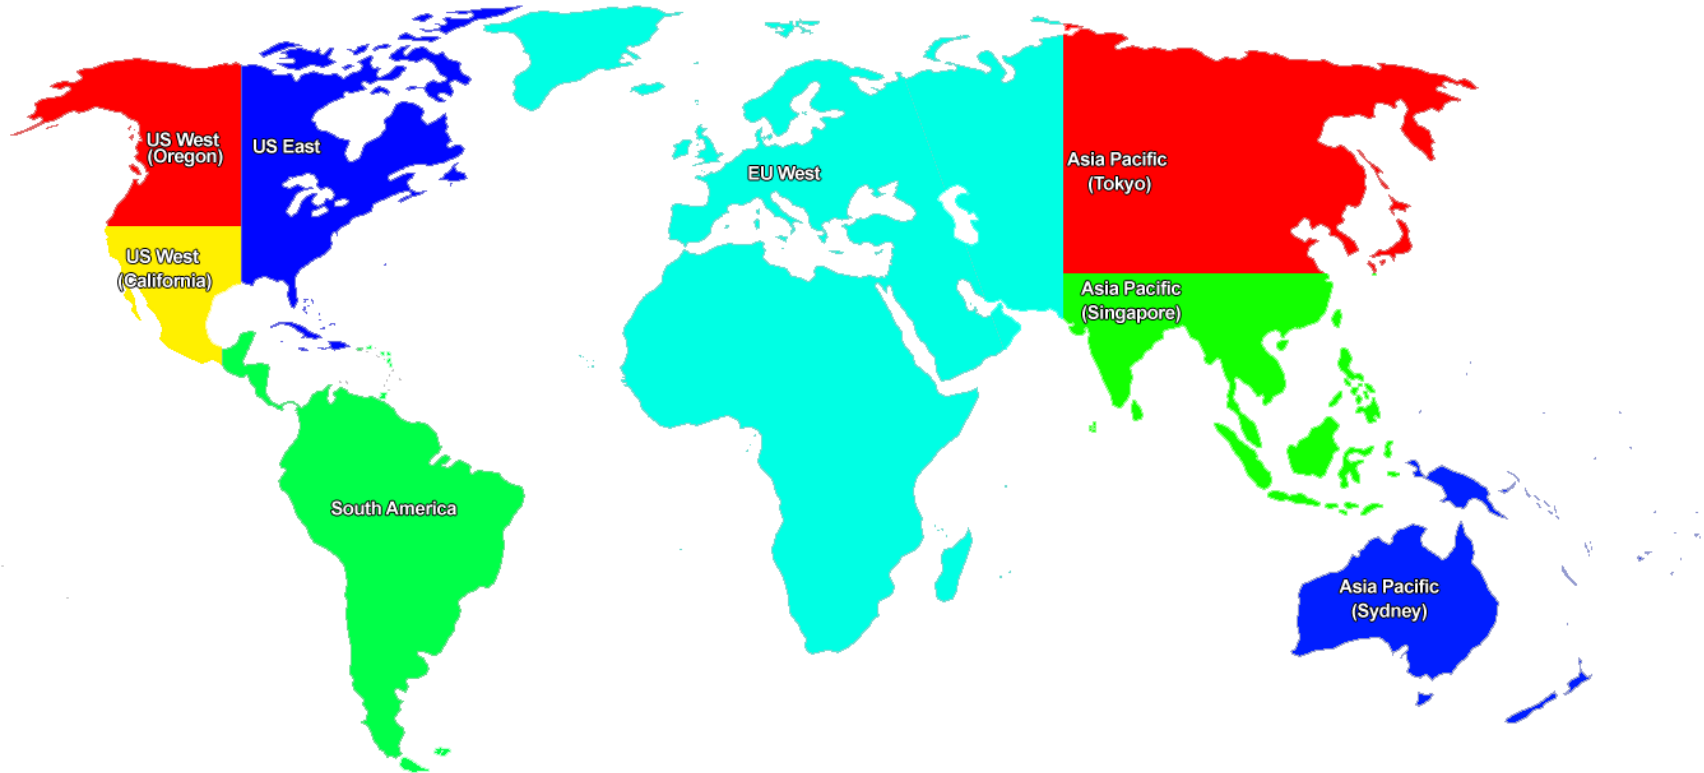 US West
(Oregon)
US East
EU West
Asia Pacific
(Tokyo)
US West
(California)
Asia Pacific
(Singapore)
South America
Asia Pacific
(Sydney)